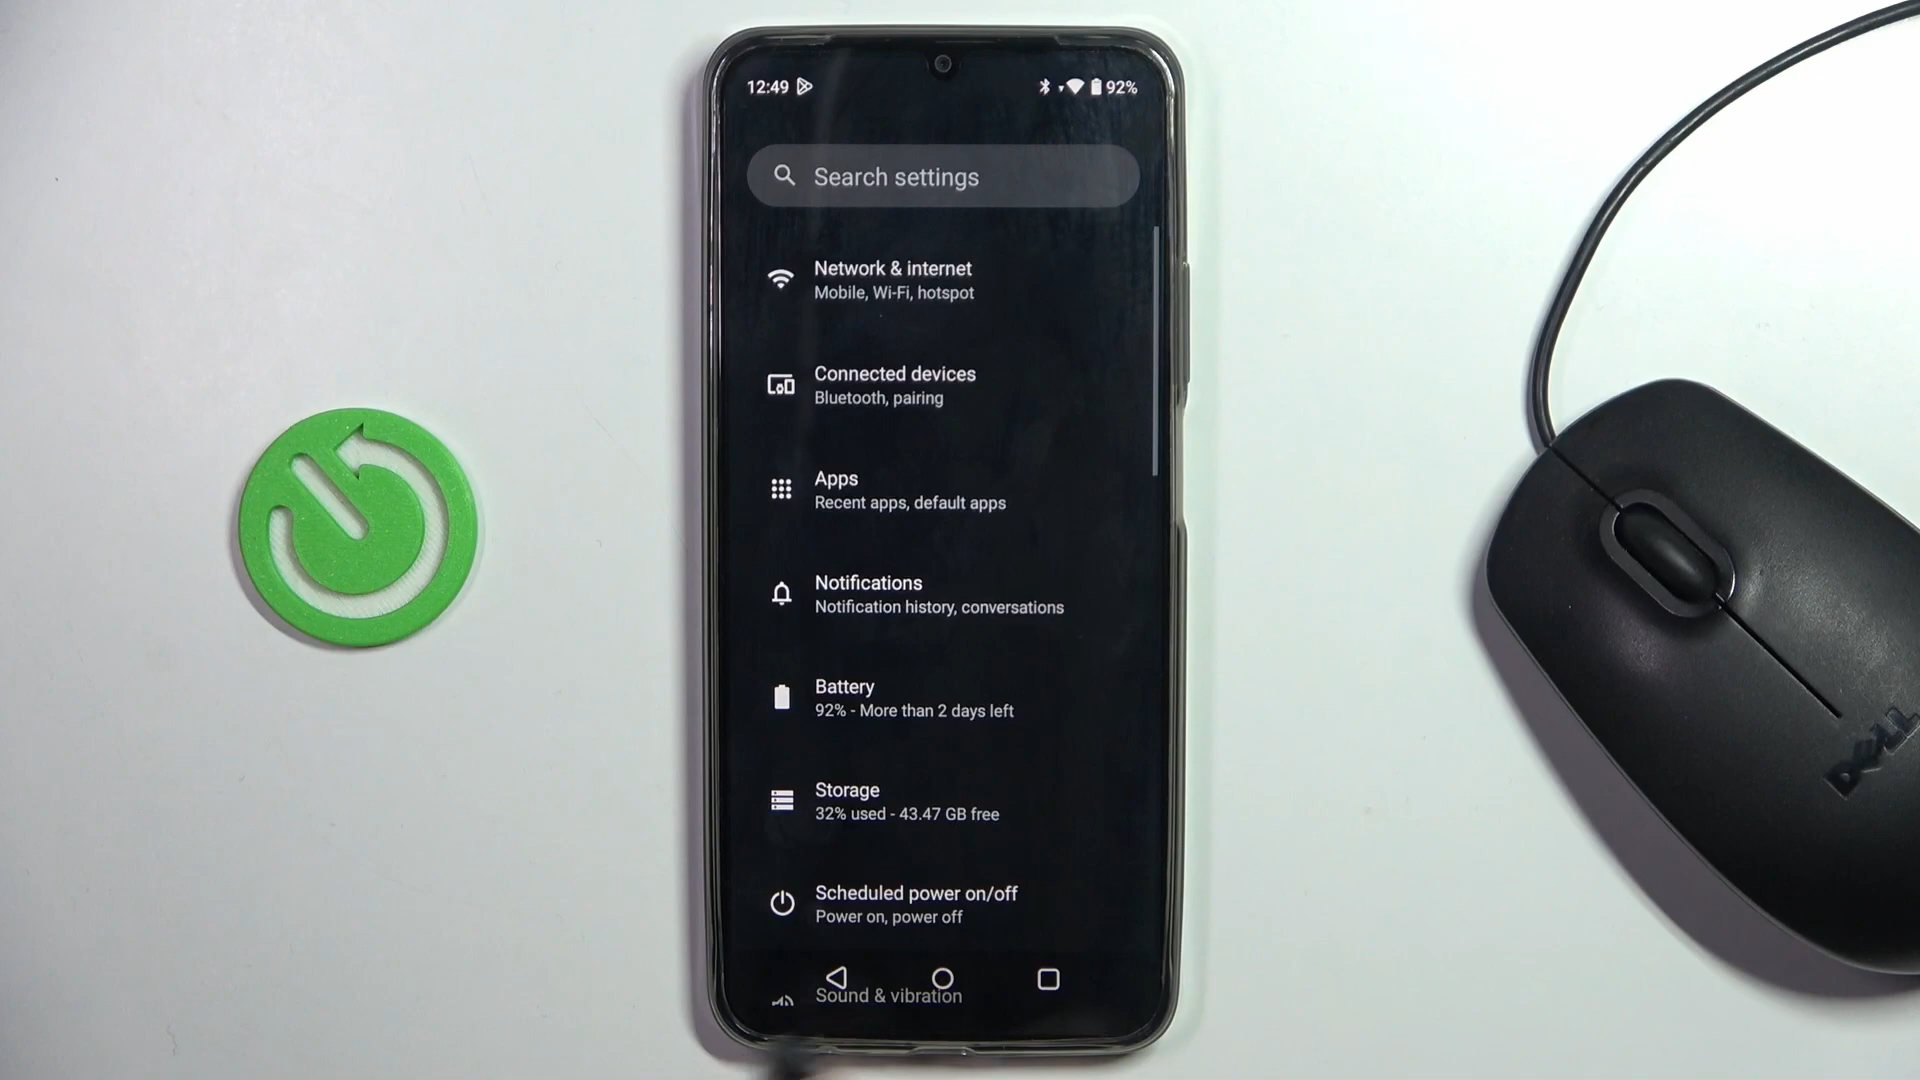 12:49 92%
Search settings
Network & internet
Mobile, Wi-Fi, hotspot
Connected devices
Bluetooth, pairing
Apps
Recent apps, default apps
Notifications
Notification history, conversations
Battery
92% - More than 2 days left
Storage
32% used - 43.47 GB free
Scheduled power on/off
Power on, power off
Sound & vibration
DELL